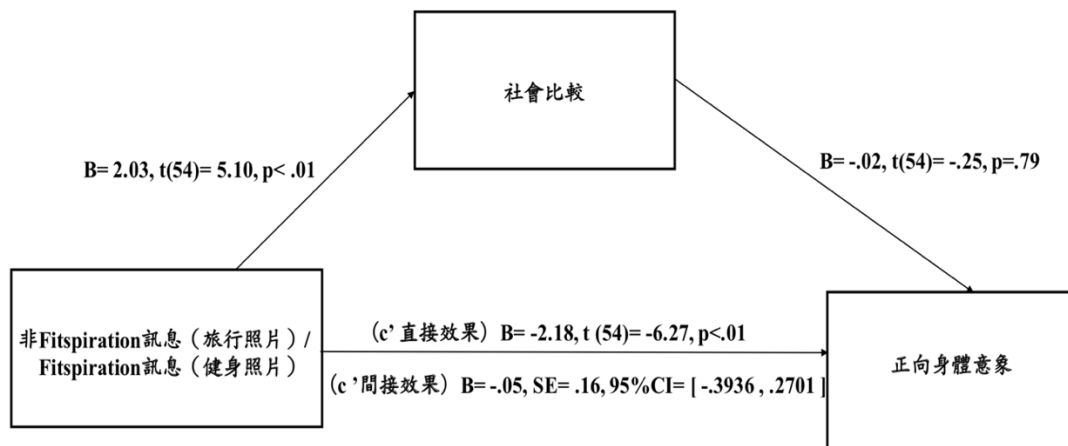 社會比較
B= 2.03, t(54)= 5.10, p< .01
B= -.02, t(54)= -.25, p=.79
非Fitspiration訊息（旅行照片）/
Fitspiration訊息（健身照片）
（c’直接效果）B= -2.18, t (54)= -6.27, p<.01
（c’間接效果）B= -.05, SE= .16, 95%CI= [ -.3936 , .2701 ]
正向身體意象